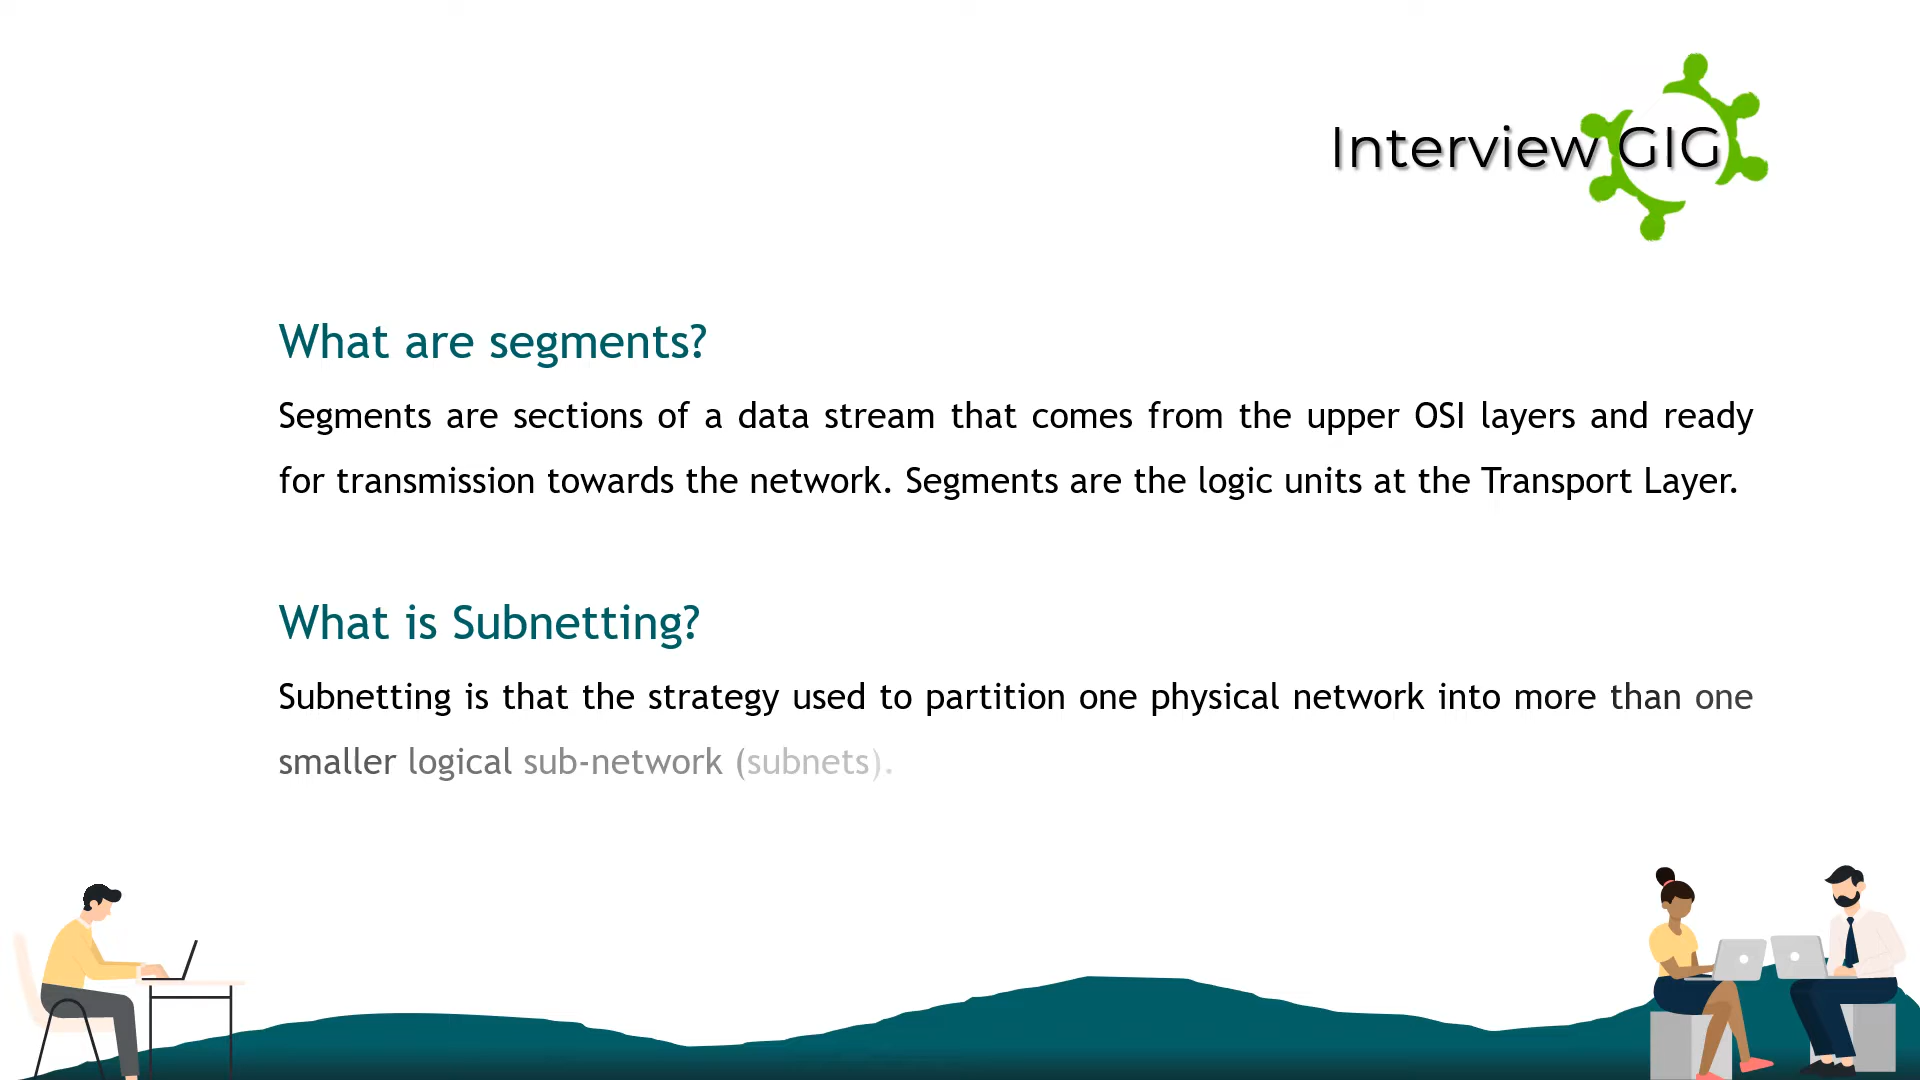 Interview GIG
What are segments?
Segments are sections of a data stream that comes from the upper OSI layers and ready
for transmission towards the network. Segments are the logic units at the Transport Layer.
What is Subnetting?
Subnetting is that the strategy used to partition one physical network into more than one
smaller logical sub-network (subnets).